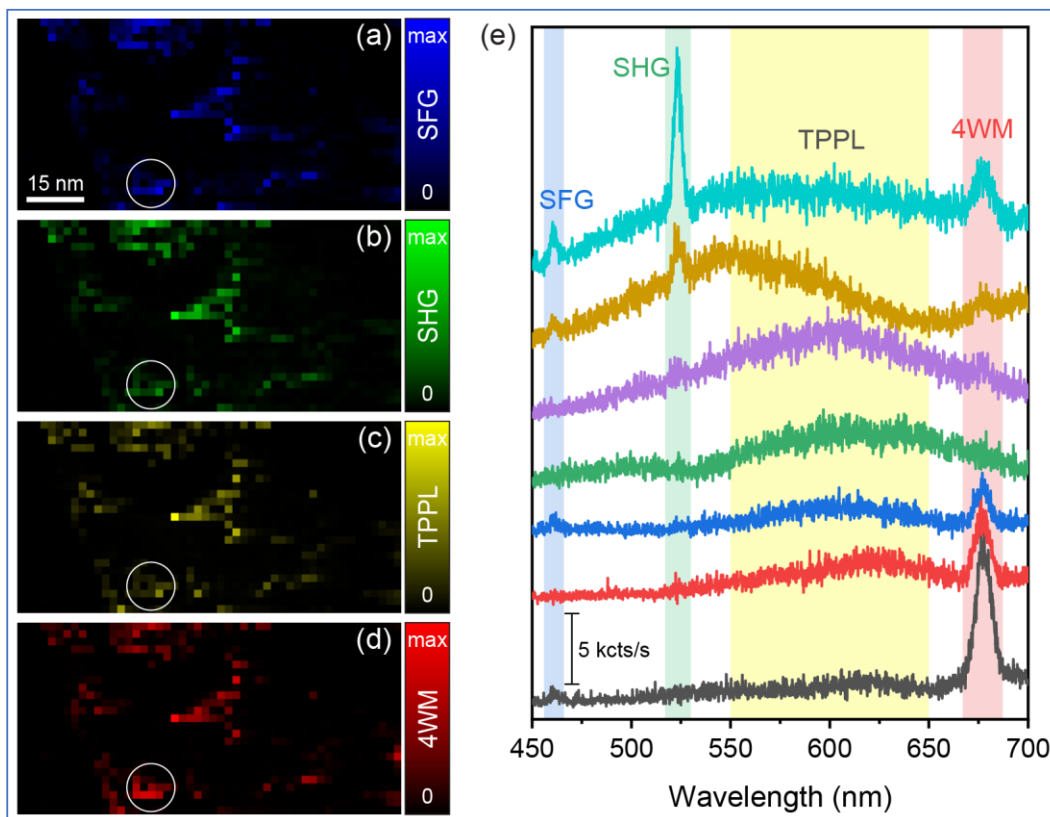 (a)
max
SFG
0
15 nm
(b)
max
SHG
0
(c)
max
TPPL
0
(d)
max
4WM
0
(e)
SHG
TPPL
4WM
SFG
5 kcts/s
450 500 550 600 650 700
Wavelength (nm)